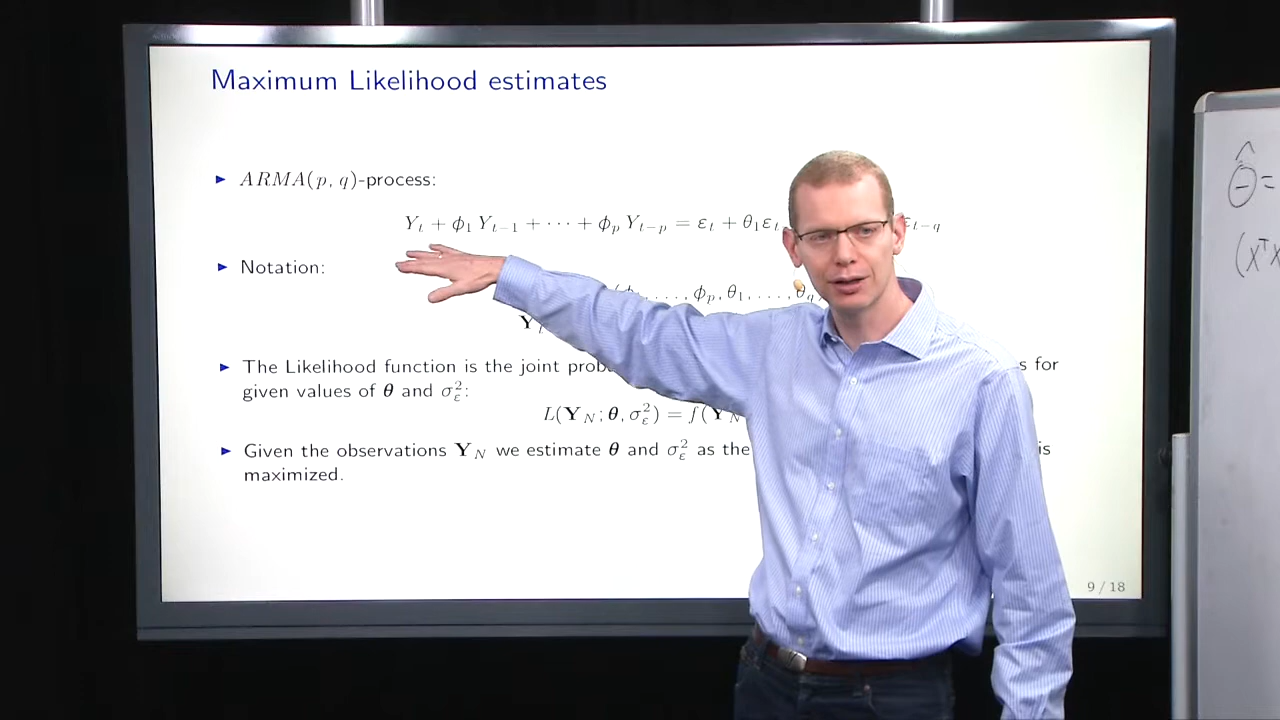 Maximum Likelihood estimates
► ARMA(p, q)-process:
Y_t + ϕ_1 Y_{t−1} + ⋯ + ϕ_p Y_{t−p} = ε_t + θ_1 ε_t ε_{t−q}
► Notation:
, . . . , ϕ_p, θ_1, . . . , θ_q
Y
► The Likelihood function is the joint s for
given values of θ and σ_ε^2:
L(Y_N; θ, σ_ε^2) = f(Y_N
► Given the observations Y_N we estimate θ and σ_ε^2 as the is
maximized.
9 / 18
Θ̂ =
(X^T X